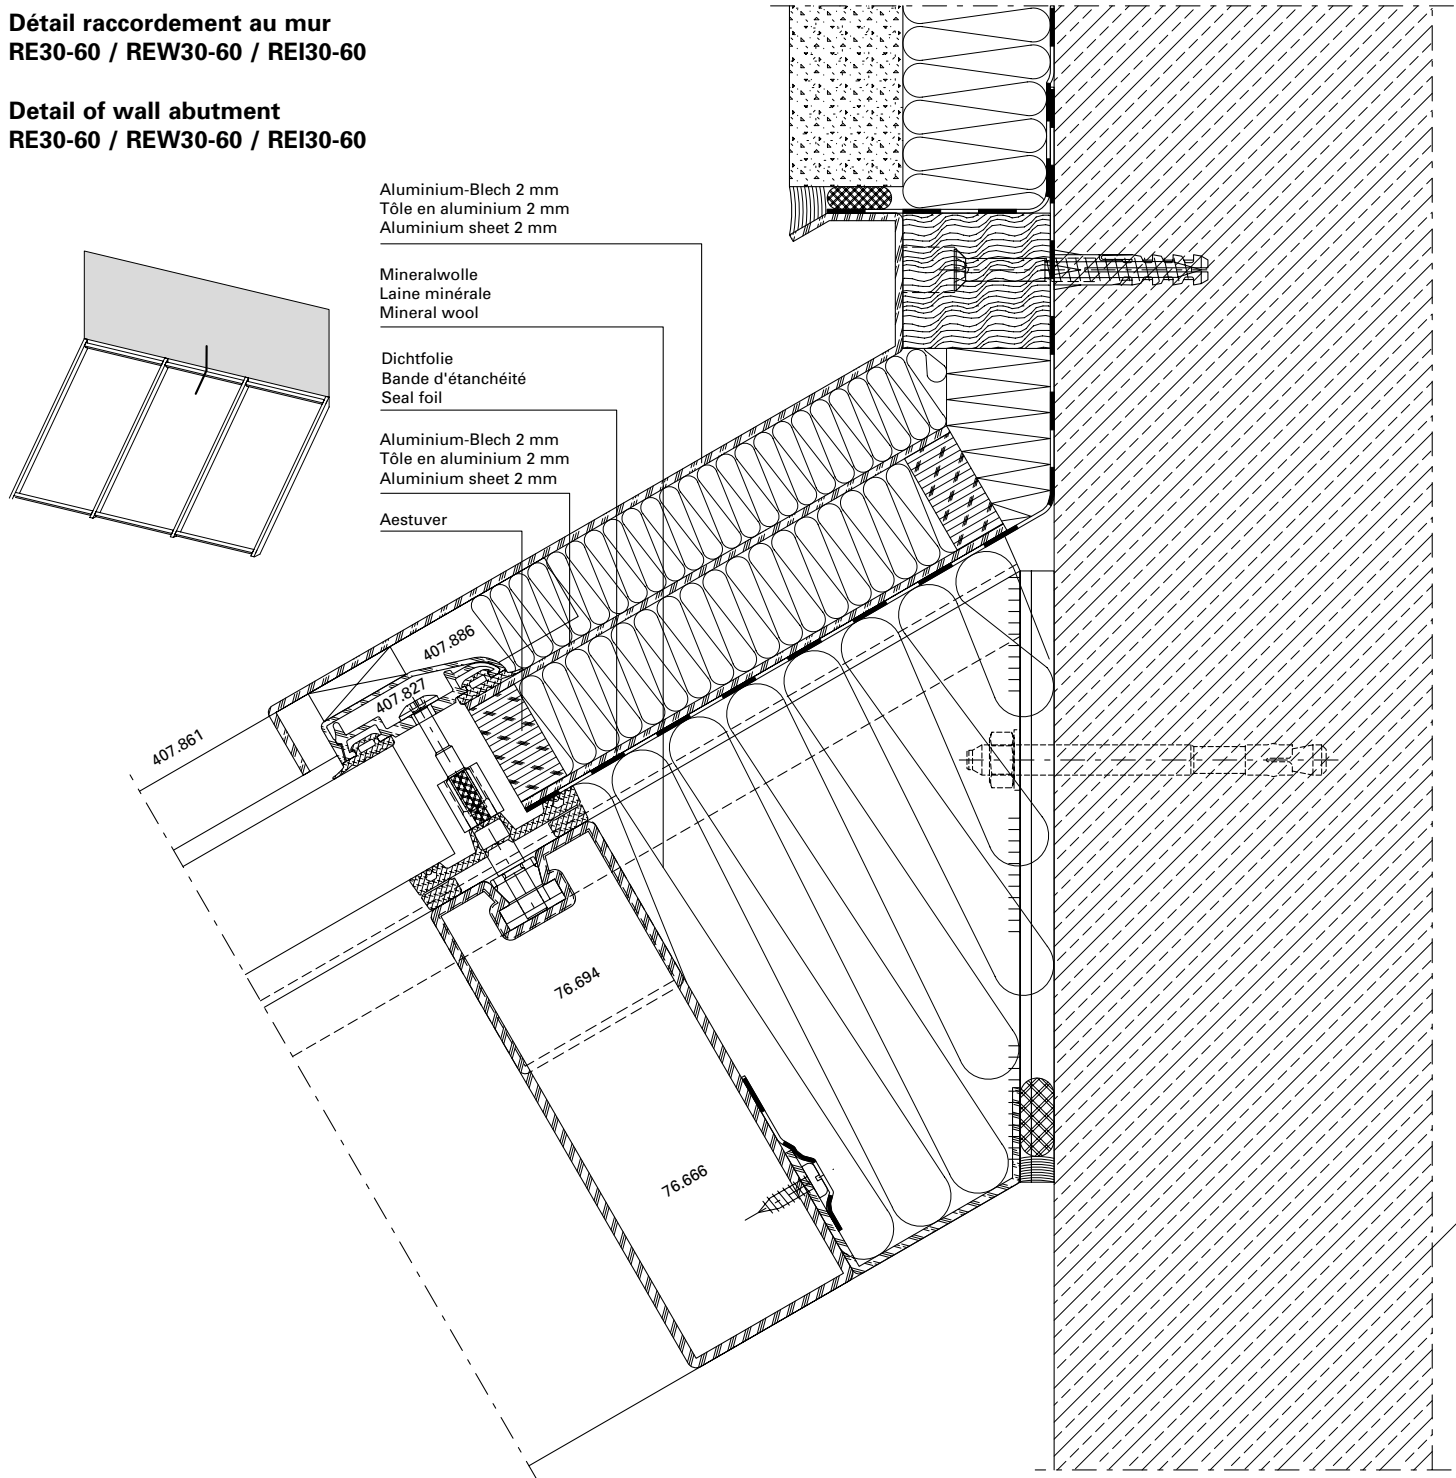 Détail raccordement au mur
RE30-60 / REW30-60 / REI30-60
Detail of wall abutment
RE30-60 / REW30-60 / REI30-60
Aluminium-Blech 2 mm
Tôle en aluminium 2 mm
Aluminium sheet 2 mm
Mineralwolle
Laine minérale
Mineral wool
Dichtfolie
Bande d'étanchéité
Seal foil
Aluminium-Blech 2 mm
Tôle en aluminium 2 mm
Aluminium sheet 2 mm
Aestuver
407.886
407.827
407.861
76.694
76.666